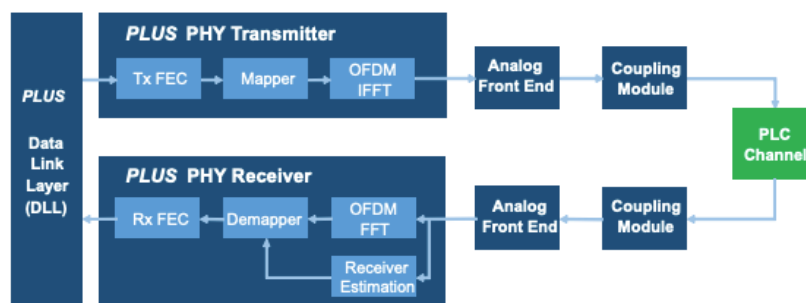 PLUS
Data
Link
Layer
(DLL)
PLUS PHY Transmitter
Tx FEC
Mapper
OFDM
IFFT
Analog
Front End
Coupling
Module
PLC
Channel
PLUS PHY Receiver
Rx FEC
Demapper
OFDM
FFT
Receiver
Estimation
Analog
Front End
Coupling
Module